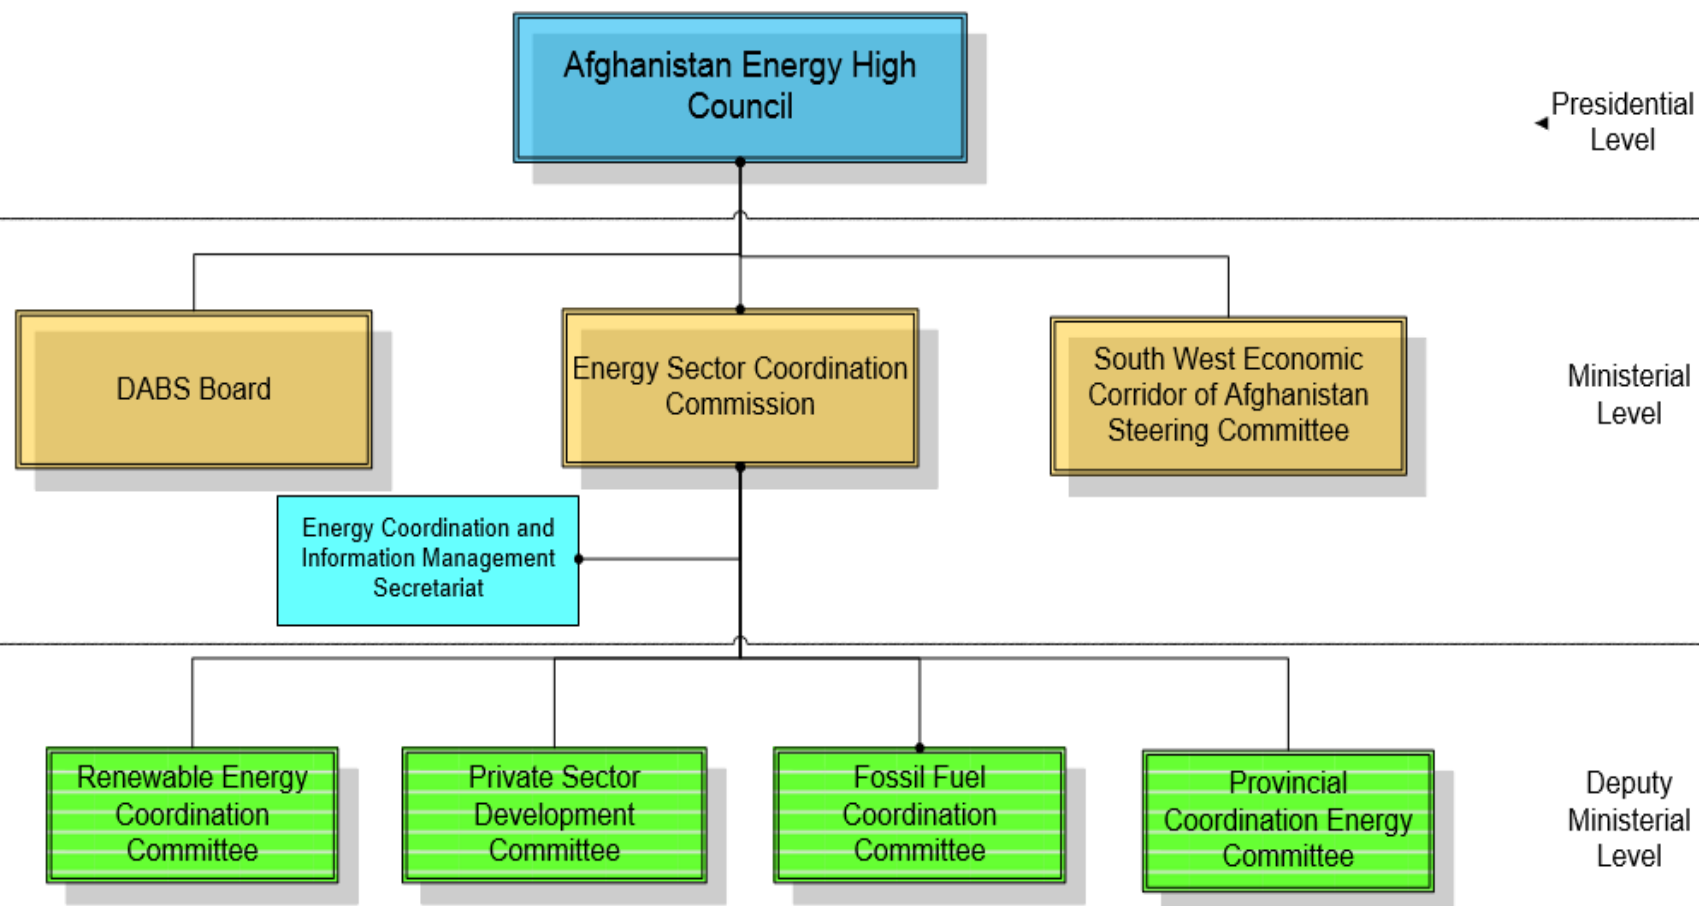 Afghanistan Energy High
Council
Presidential
Level
DABS Board
Energy Sector Coordination
Commission
South West Economic
Corridor of Afghanistan
Steering Committee
Ministerial
Level
Energy Coordination and
Information Management
Secretariat
Renewable Energy
Coordination
Committee
Private Sector
Development
Committee
Fossil Fuel
Coordination
Committee
Provincial
Coordination Energy
Committee
Deputy
Ministerial
Level